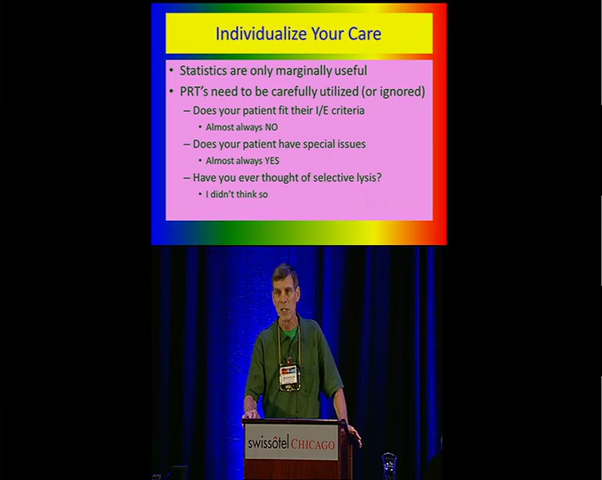 Individualize Your Care
• Statistics are only marginally useful
• PRT's need to be carefully utilized (or ignored)
– Does your patient fit their I/E criteria
• Almost always NO
– Does your patient have special issues
• Almost always YES
– Have you ever thought of selective lysis?
• I didn't think so
swissôtel CHICAGO